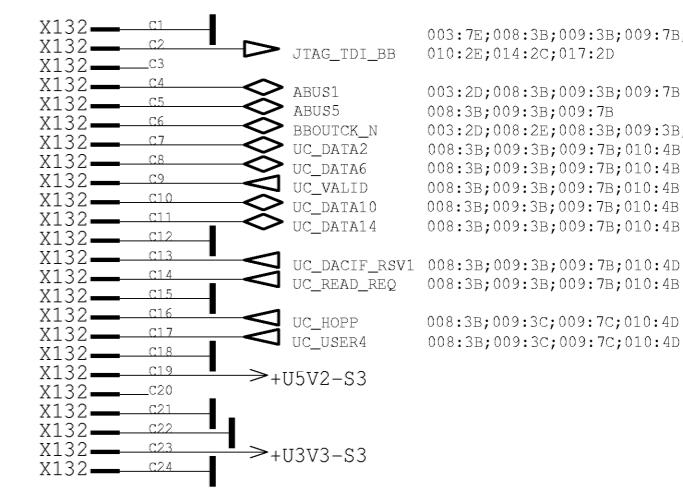 X132 C1 003:7E;008:3B;009:3B;009:7B
X132 C2 JTAG_TDI_BB 010:2E;014:2C;017:2D
X132 C3
X132 C4 ABUS1 003:2D;008:3B;009:3B;009:7B
X132 C5 ABUS5 008:3B;009:3B;009:7B
X132 C6 BBOUTCK_N 003:2D;008:2E;008:3B;009:3B,
X132 C7 UC_DATA2 008:3B;009:3B;009:7B;010:4B
X132 C8 UC_DATA6 008:3B;009:3B;009:7B;010:4B
X132 C9 UC_VALID 008:3B;009:3B;009:7B;010:4B
X132 C10 UC_DATA10 008:3B;009:3B;009:7B;010:4B
X132 C11 UC_DATA14 008:3B;009:3B;009:7B;010:4B
X132 C12
X132 C13 UC_DACIF_RSV1 008:3B;009:3B;009:7B;010:4D
X132 C14 UC_READ_REQ 008:3B;009:3B;009:7B;010:4B
X132 C15
X132 C16 UC_HOPP 008:3B;009:3C;009:7C;010:4D
X132 C17 UC_USER4 008:3B;009:3C;009:7C;010:4D
X132 C18
X132 C19 +U5V2-S3
X132 C20
X132 C21
X132 C22
X132 C23 +U3V3-S3
X132 C24